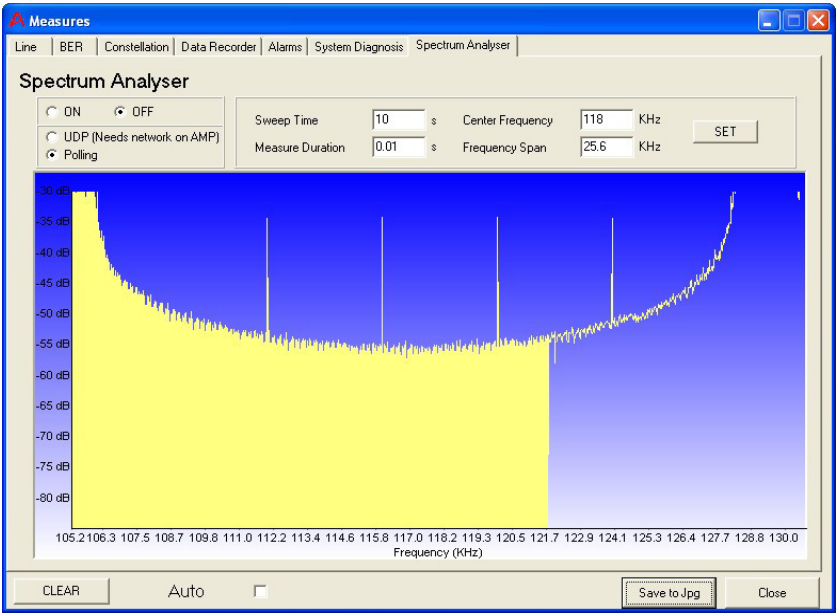 Measures
Line BER Constellation Data Recorder Alarms System Diagnosis Spectrum Analyser
Spectrum Analyser
ON OFF
UDP (Needs network on AMP)
Polling
Sweep Time 10 s Center Frequency 118 KHz
Measure Duration 0.01 s Frequency Span 25.6 KHz
SET
-30 dB
-35 dB
-40 dB
-45 dB
-50 dB
-55 dB
-60 dB
-65 dB
-70 dB
-75 dB
-80 dB
105.2 106.3 107.5 108.7 109.8 111.0 112.2 113.4 114.6 115.8 117.0 118.2 119.3 120.5 121.7 122.9 124.1 125.3 126.4 127.7 128.8 130.0
Frequency (KHz)
CLEAR Auto Save to Jpg Close